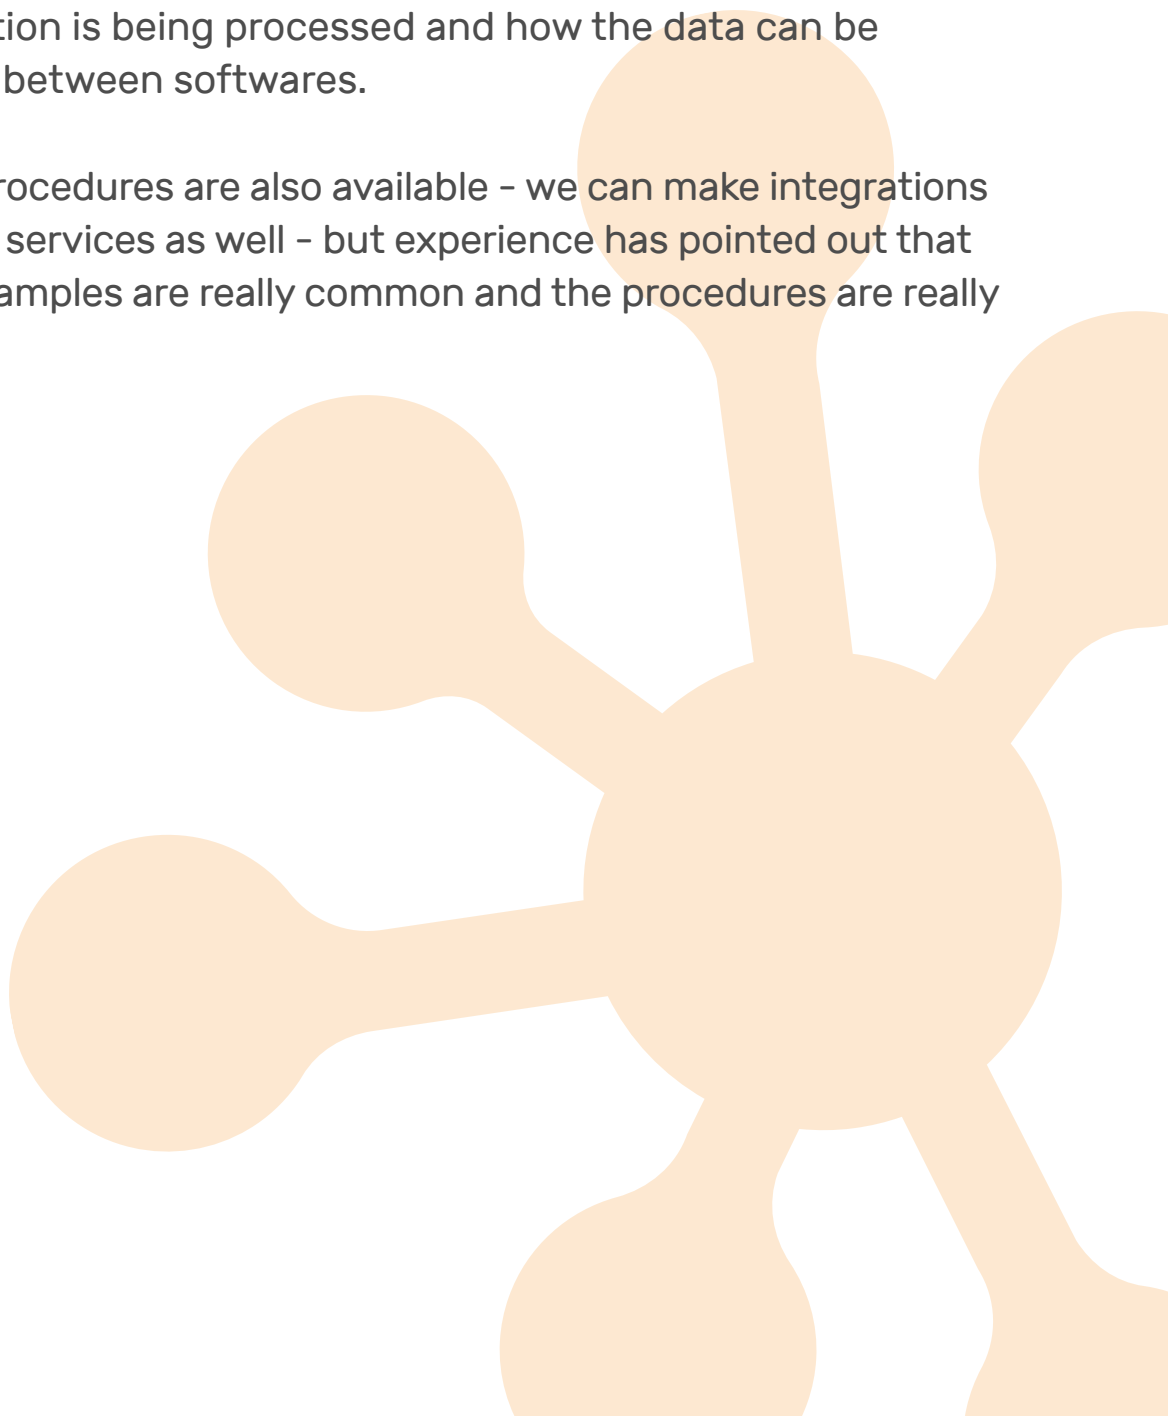 tion is being processed and how the data can be
between softwares.
rocedures are also available - we can make integrations
services as well - but experience has pointed out that
amples are really common and the procedures are really